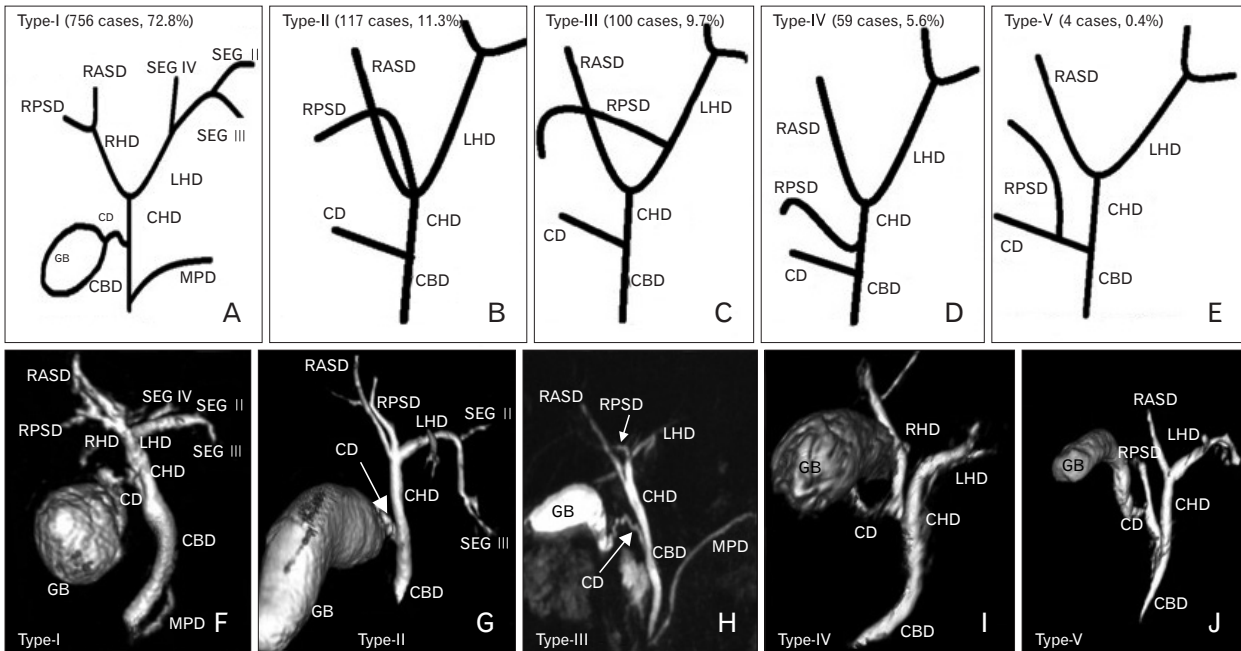 Type-I (756 cases, 72.8%)
SEG II
SEG IV
RASD
RPSD
SEG III
RHD
LHD
CD
CHD
GB
CBD
MPD
A
Type-II (117 cases, 11.3%)
RASD
RPSD
LHD
CD
CHD
CBD
B
Type-III (100 cases, 9.7%)
RASD
RPSD
LHD
CHD
CD
CBD
C
Type-IV (59 cases, 5.6%)
RASD
LHD
RPSD
CHD
CD
CBD
D
Type-V (4 cases, 0.4%)
RASD
LHD
RPSD
CHD
CD
CBD
E
RASD
SEG IV
SEG II
RPSD
RHD
LHD
SEG III
CHD
CD
CBD
GB
MPD
Type-I
F
RASD
RPSD
LHD
SEG II
CD
CHD
SEG III
CBD
GB
Type-II
G
RASD
RPSD
LHD
CHD
GB
CBD
MPD
CD
Type-III
H
RHD
GB
LHD
CD
CHD
CBD
Type-IV
I
RASD
LHD
GB
RPSD
CHD
CD
CBD
Type-V
J